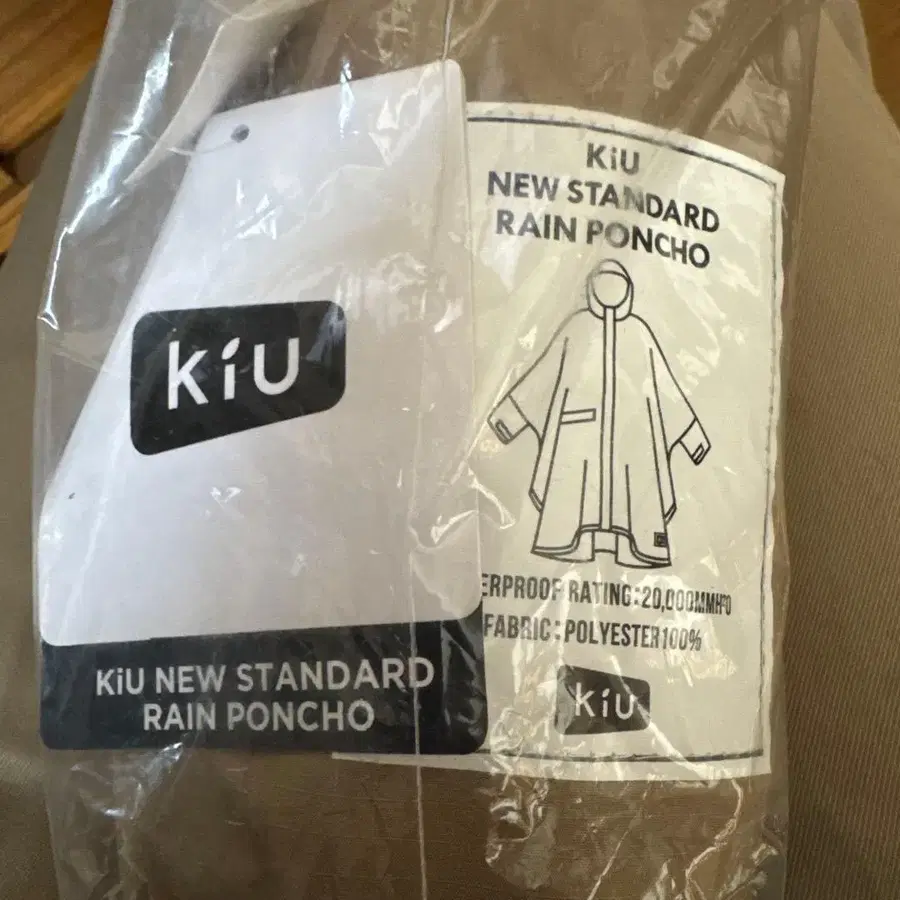 kiU
KiU NEW STANDARD
RAIN PONCHO
KiU
NEW STANDARD
RAIN PONCHO
ERPROOF RATING:20,000MMH²O
FABRIC:POLYESTER100%
kiU